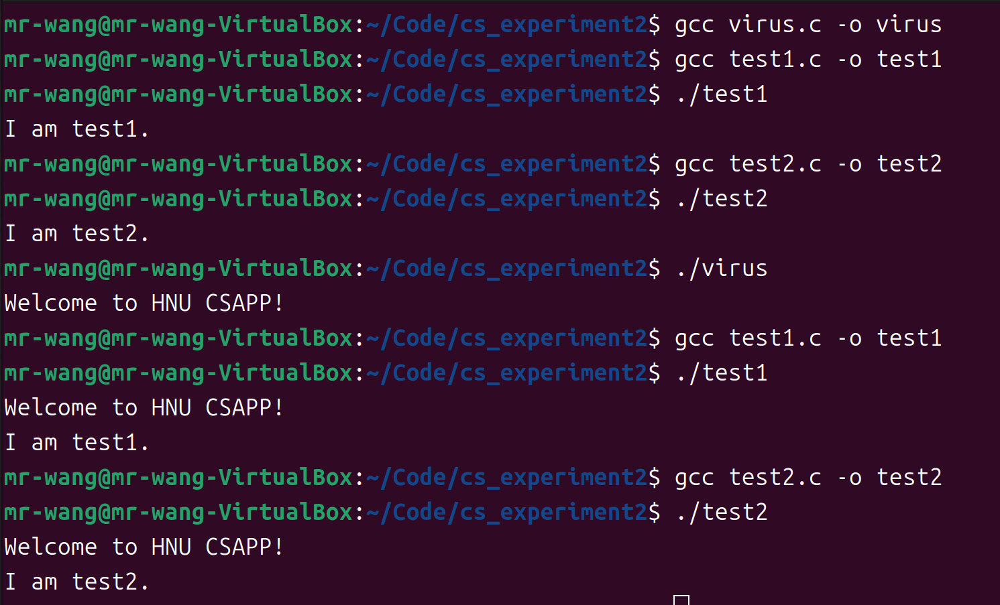 mr-wang@mr-wang-VirtualBox:~/Code/cs_experiment2$ gcc virus.c -o virus
mr-wang@mr-wang-VirtualBox:~/Code/cs_experiment2$ gcc test1.c -o test1
mr-wang@mr-wang-VirtualBox:~/Code/cs_experiment2$ ./test1
I am test1.
mr-wang@mr-wang-VirtualBox:~/Code/cs_experiment2$ gcc test2.c -o test2
mr-wang@mr-wang-VirtualBox:~/Code/cs_experiment2$ ./test2
I am test2.
mr-wang@mr-wang-VirtualBox:~/Code/cs_experiment2$ ./virus
Welcome to HNU CSAPP!
mr-wang@mr-wang-VirtualBox:~/Code/cs_experiment2$ gcc test1.c -o test1
mr-wang@mr-wang-VirtualBox:~/Code/cs_experiment2$ ./test1
Welcome to HNU CSAPP!
I am test1.
mr-wang@mr-wang-VirtualBox:~/Code/cs_experiment2$ gcc test2.c -o test2
mr-wang@mr-wang-VirtualBox:~/Code/cs_experiment2$ ./test2
Welcome to HNU CSAPP!
I am test2.